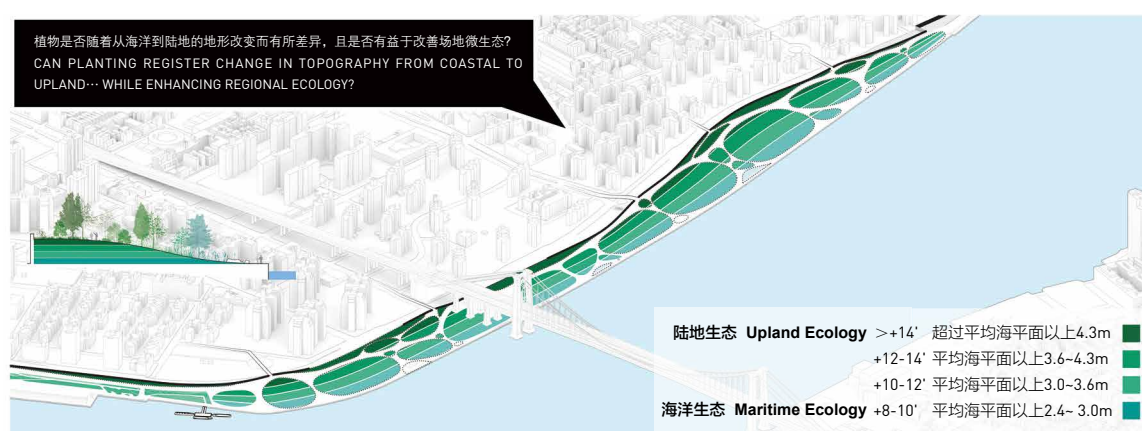 植物是否随着从海洋到陆地的地形改变而有所差异，且是否有益于改善场地微生态?
CAN PLANTING REGISTER CHANGE IN TOPOGRAPHY FROM COASTAL TO
UPLAND··· WHILE ENHANCING REGIONAL ECOLOGY?
陆地生态 Upland Ecology ＞+14' 超过平均海平面以上4.3m
+12-14' 平均海平面以上3.6~4.3m
+10-12' 平均海平面以上3.0~3.6m
海洋生态 Maritime Ecology +8-10' 平均海平面以上2.4~ 3.0m